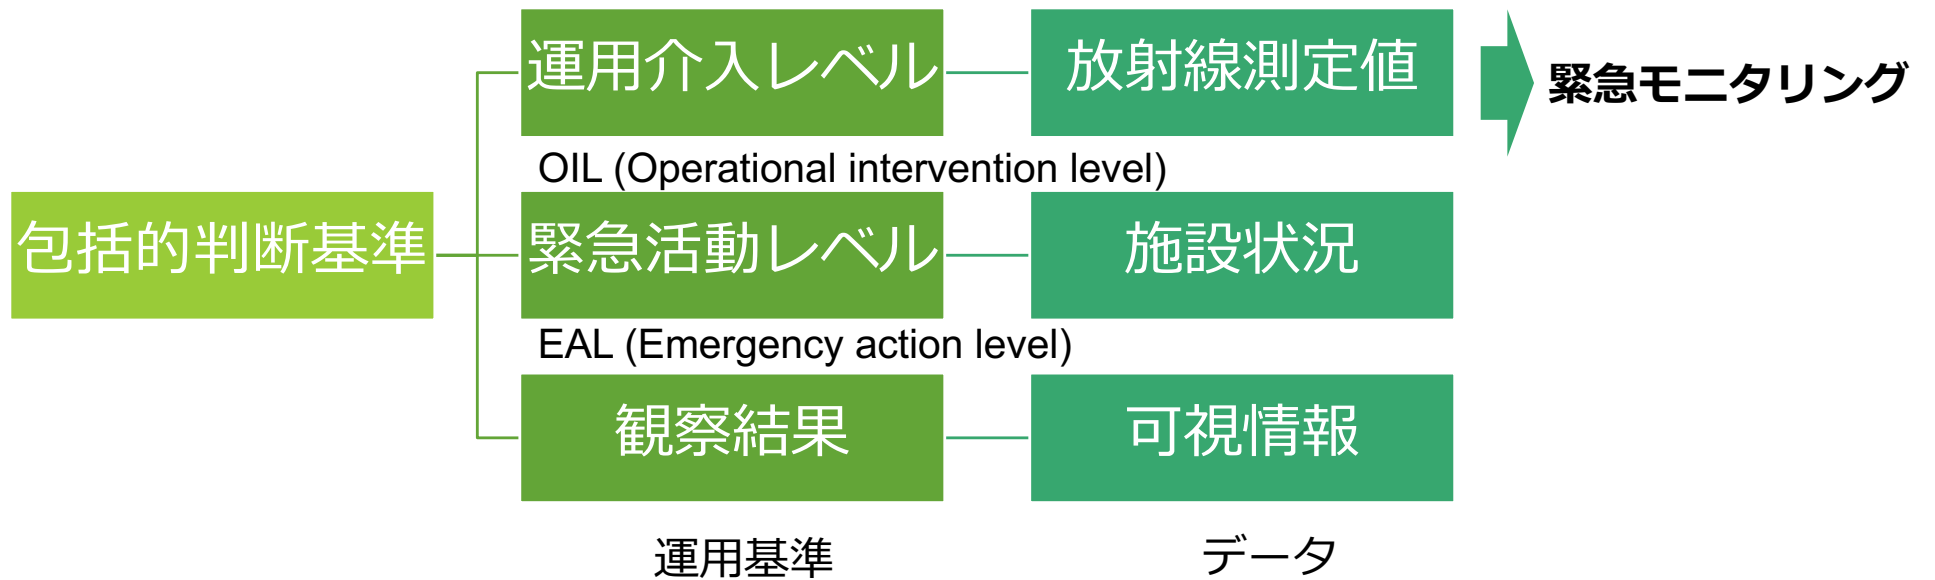 運用介入レベル
放射線測定値
緊急モニタリング
OIL (Operational intervention level)
包括的判断基準
緊急活動レベル
施設状況
EAL (Emergency action level)
観察結果
可視情報
運用基準
データ